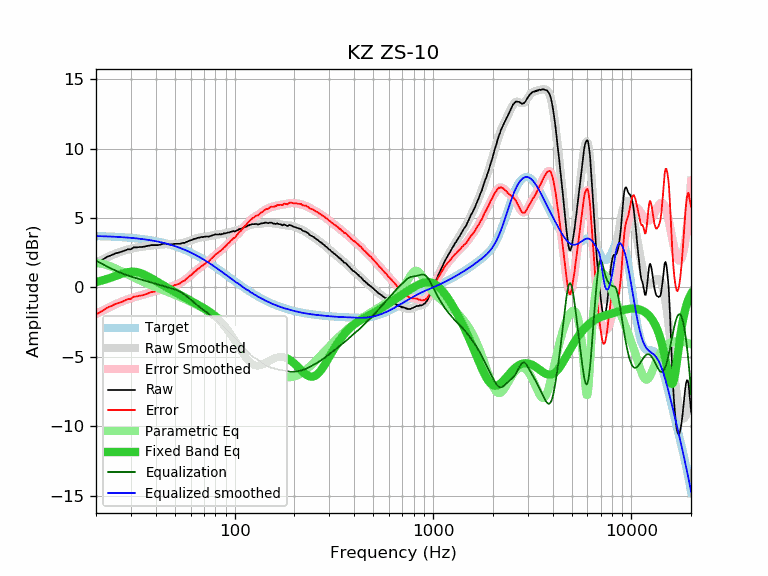 KZ ZS-10
Amplitude (dBr)
15
10
5
0
−5
−10
−15
Target
Raw Smoothed
Error Smoothed
Raw
Error
Parametric Eq
Fixed Band Eq
Equalization
Equalized smoothed
100
1000
10000
Frequency (Hz)